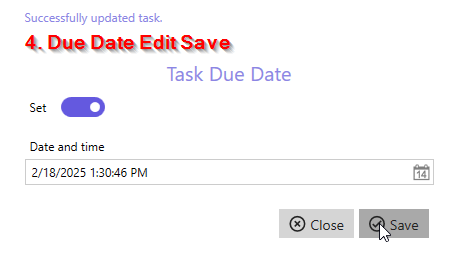 Successfully updated task.
4. Due Date Edit Save
Task Due Date
Set
Date and time
2/18/2025 1:30:46 PM
14
Close
Save